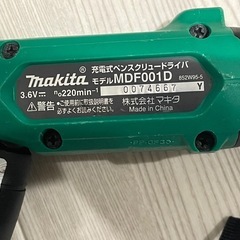 makita 充電式ペンスクリュードライバ
モデル MDF001D 852W96-5
3.6V⎓ n₀220min⁻¹ 0074667 Y
⚠警告
●ご使用前に取扱説明書を
必ずよくお読みください。
株式会社マキタ
Made in China